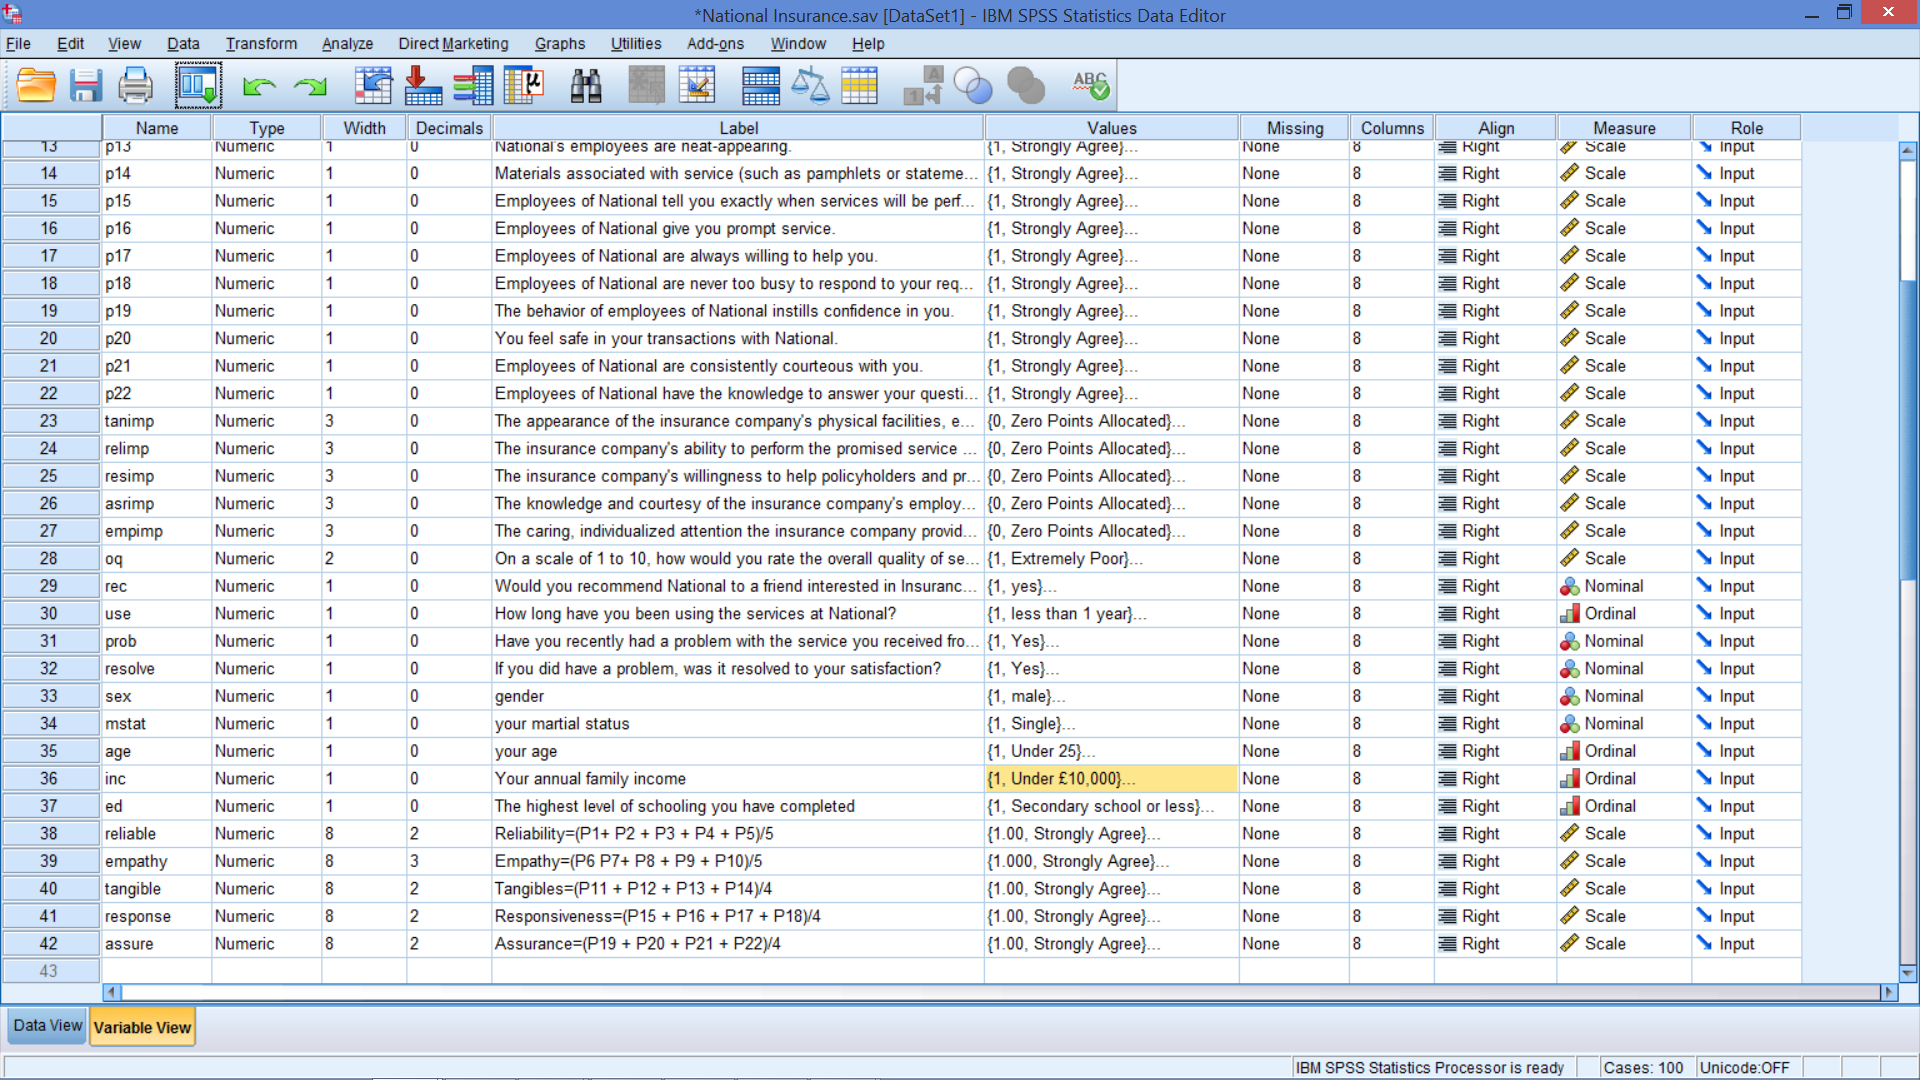 *National Insurance.sav [DataSet1] - IBM SPSS Statistics Data Editor
File Edit View Data Transform Analyze Direct Marketing Graphs Utilities Add-ons Window Help
Name Type Width Decimals Label Values Missing Columns Align Measure Role
13 p13 Numeric 1 0 National's employees are neat-appearing. {1, Strongly Agree}... None 8 Right Scale Input
14 p14 Numeric 1 0 Materials associated with service (such as pamphlets or stateme... {1, Strongly Agree}... None 8 Right Scale Input
15 p15 Numeric 1 0 Employees of National tell you exactly when services will be perf... {1, Strongly Agree}... None 8 Right Scale Input
16 p16 Numeric 1 0 Employees of National give you prompt service. {1, Strongly Agree}... None 8 Right Scale Input
17 p17 Numeric 1 0 Employees of National are always willing to help you. {1, Strongly Agree}... None 8 Right Scale Input
18 p18 Numeric 1 0 Employees of National are never too busy to respond to your req... {1, Strongly Agree}... None 8 Right Scale Input
19 p19 Numeric 1 0 The behavior of employees of National instills confidence in you. {1, Strongly Agree}... None 8 Right Scale Input
20 p20 Numeric 1 0 You feel safe in your transactions with National. {1, Strongly Agree}... None 8 Right Scale Input
21 p21 Numeric 1 0 Employees of National are consistently courteous with you. {1, Strongly Agree}... None 8 Right Scale Input
22 p22 Numeric 1 0 Employees of National have the knowledge to answer your questi... {1, Strongly Agree}... None 8 Right Scale Input
23 tanimp Numeric 3 0 The appearance of the insurance company's physical facilities, e... {0, Zero Points Allocated}... None 8 Right Scale Input
24 relimp Numeric 3 0 The insurance company's ability to perform the promised service ... {0, Zero Points Allocated}... None 8 Right Scale Input
25 resimp Numeric 3 0 The insurance company's willingness to help policyholders and pr... {0, Zero Points Allocated}... None 8 Right Scale Input
26 asrimp Numeric 3 0 The knowledge and courtesy of the insurance company's employ... {0, Zero Points Allocated}... None 8 Right Scale Input
27 empimp Numeric 3 0 The caring, individualized attention the insurance company provid... {0, Zero Points Allocated}... None 8 Right Scale Input
28 oq Numeric 2 0 On a scale of 1 to 10, how would you rate the overall quality of se... {1, Extremely Poor}... None 8 Right Scale Input
29 rec Numeric 1 0 Would you recommend National to a friend interested in Insuranc... {1, yes}... None 8 Right Nominal Input
30 use Numeric 1 0 How long have you been using the services at National? {1, less than 1 year}... None 8 Right Ordinal Input
31 prob Numeric 1 0 Have you recently had a problem with the service you received fro... {1, Yes}... None 8 Right Nominal Input
32 resolve Numeric 1 0 If you did have a problem, was it resolved to your satisfaction? {1, Yes}... None 8 Right Nominal Input
33 sex Numeric 1 0 gender {1, male}... None 8 Right Nominal Input
34 mstat Numeric 1 0 your martial status {1, Single}... None 8 Right Nominal Input
35 age Numeric 1 0 your age {1, Under 25}... None 8 Right Ordinal Input
36 inc Numeric 1 0 Your annual family income {1, Under £10,000}... None 8 Right Ordinal Input
37 ed Numeric 1 0 The highest level of schooling you have completed {1, Secondary school or less}... None 8 Right Ordinal Input
38 reliable Numeric 8 2 Reliability=(P1+ P2 + P3 + P4 + P5)/5 {1.00, Strongly Agree}... None 8 Right Scale Input
39 empathy Numeric 8 3 Empathy=(P6 P7+ P8 + P9 + P10)/5 {1.000, Strongly Agree}... None 8 Right Scale Input
40 tangible Numeric 8 2 Tangibles=(P11 + P12 + P13 + P14)/4 {1.00, Strongly Agree}... None 8 Right Scale Input
41 response Numeric 8 2 Responsiveness=(P15 + P16 + P17 + P18)/4 {1.00, Strongly Agree}... None 8 Right Scale Input
42 assure Numeric 8 2 Assurance=(P19 + P20 + P21 + P22)/4 {1.00, Strongly Agree}... None 8 Right Scale Input
43
Data View Variable View
IBM SPSS Statistics Processor is ready Cases: 100 Unicode:OFF